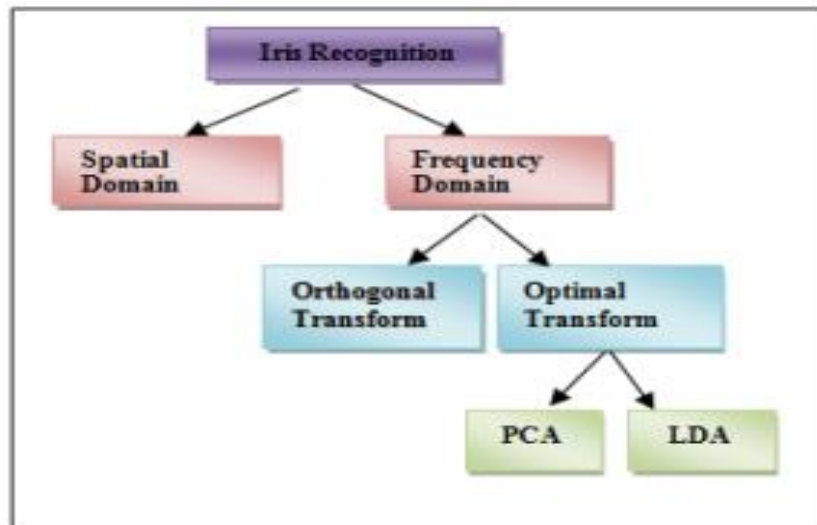 Iris Recognition
Spatial
Domain
Frequency
Domain
Orthogonal
Transform
Optimal
Transform
PCA
LDA